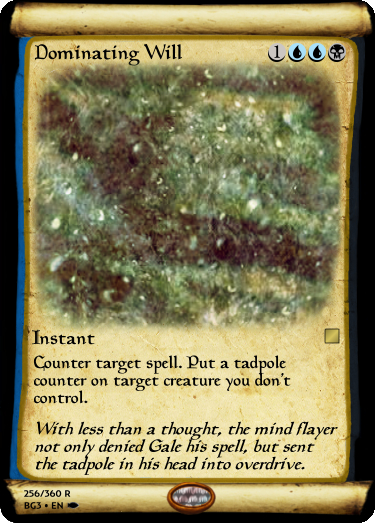 Dominating Will 1
Instant
Counter target spell. Put a tadpole
counter on target creature you don't
control.
With less than a thought, the mind flayer
not only denied Gale his spell, but sent
the tadpole in his head into overdrive.
256/360 R
BG3 • EN